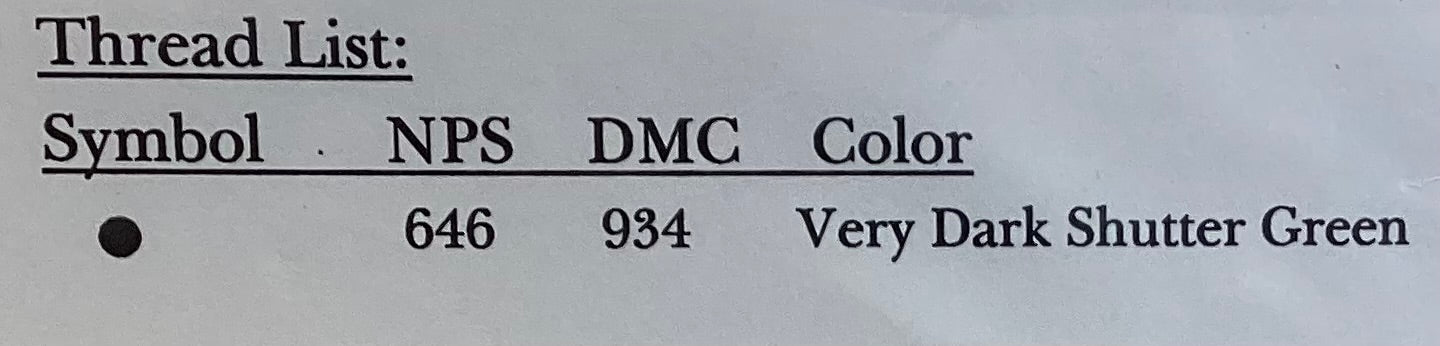 Thread List:
Symbol NPS DMC Color
● 646 934 Very Dark Shutter Green